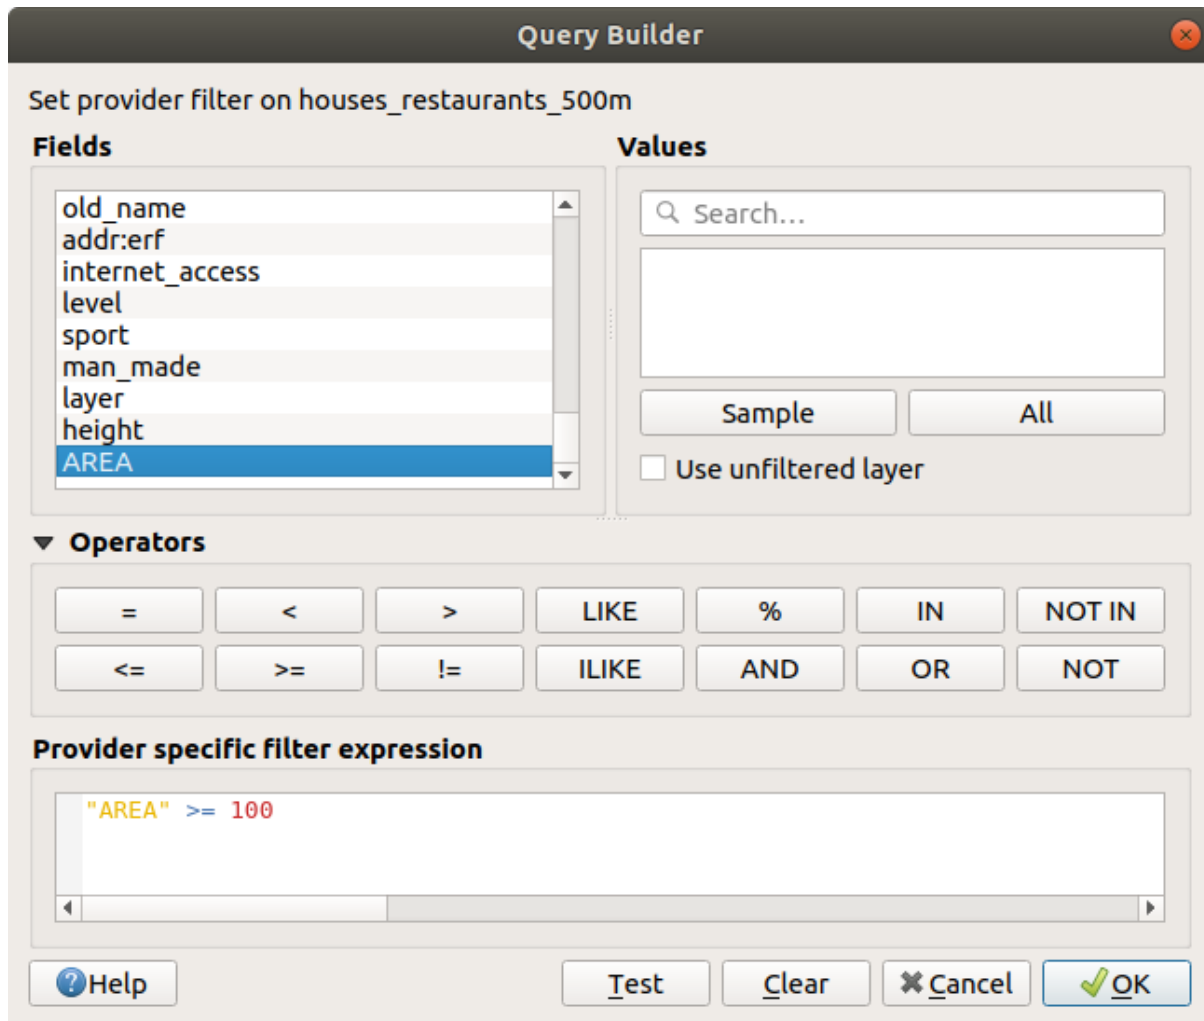 Query Builder
Set provider filter on houses_restaurants_500m
Fields
Values
old_name
addr:erf
internet_access
level
sport
man_made
layer
height
AREA
Search...
Sample
All
Use unfiltered layer
Operators
= < > LIKE % IN NOT IN
<= >= != ILIKE AND OR NOT
Provider specific filter expression
"AREA" >= 100
Help
Test
Clear
Cancel
OK